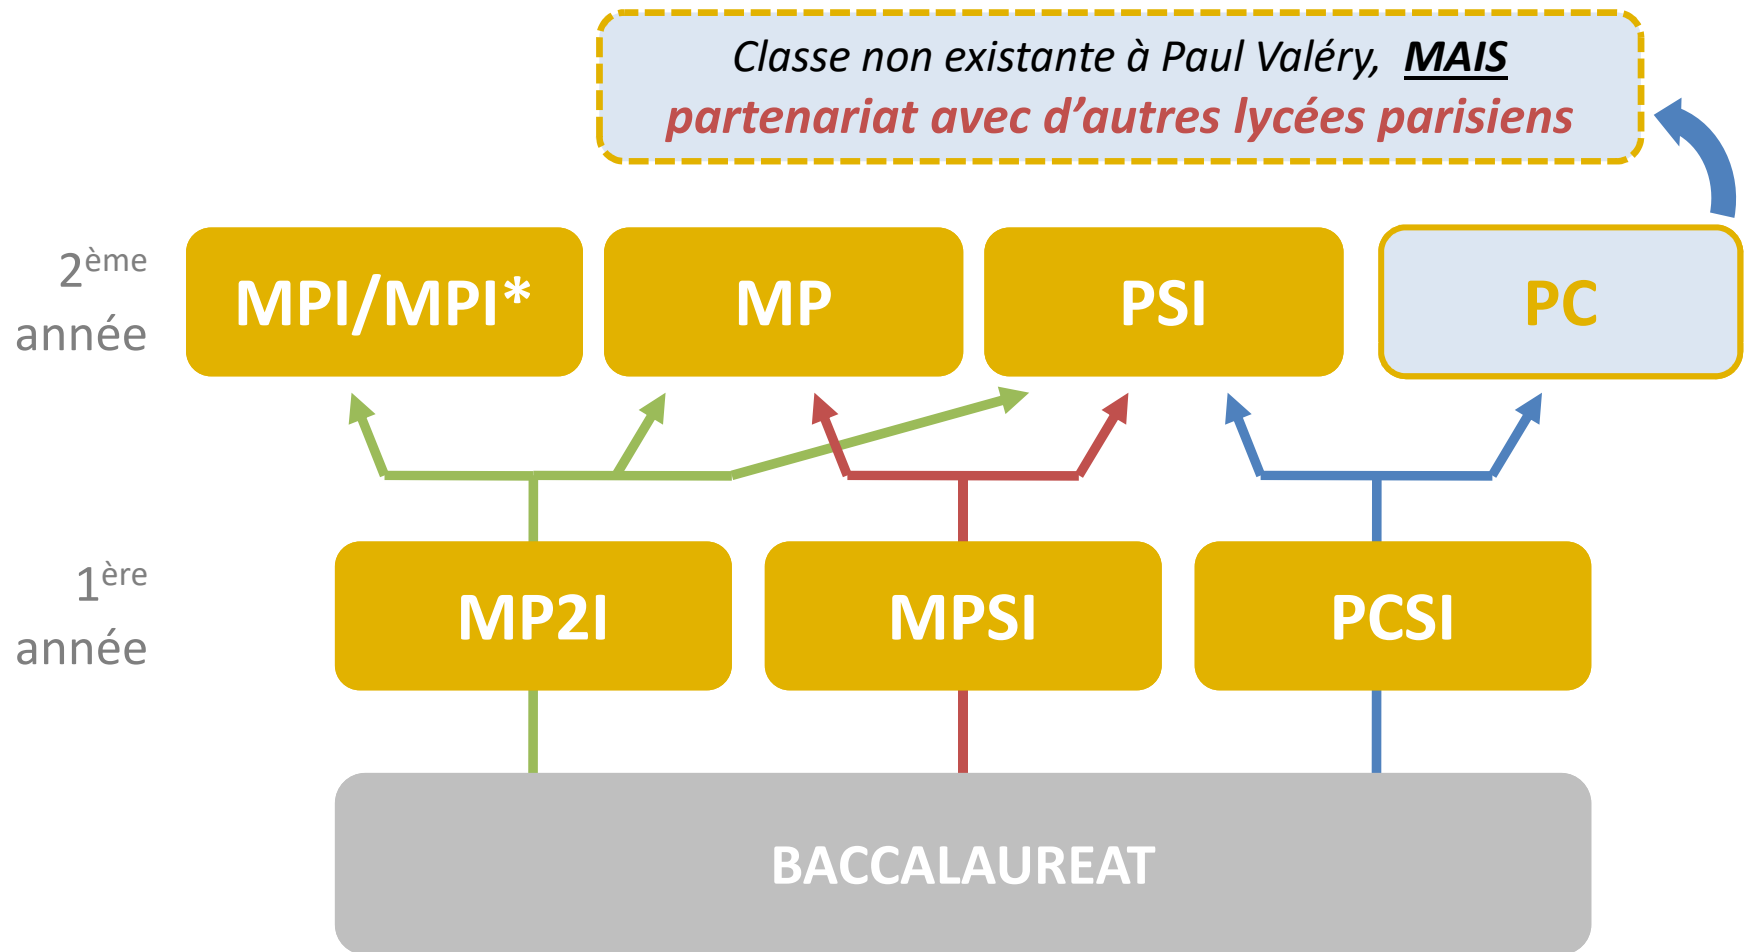 Classe non existante à Paul Valéry, MAIS
partenariat avec d’autres lycées parisiens
2ème
année
MPI/MPI*
MP
PSI
PC
1ère
année
MP2I
MPSI
PCSI
BACCALAUREAT